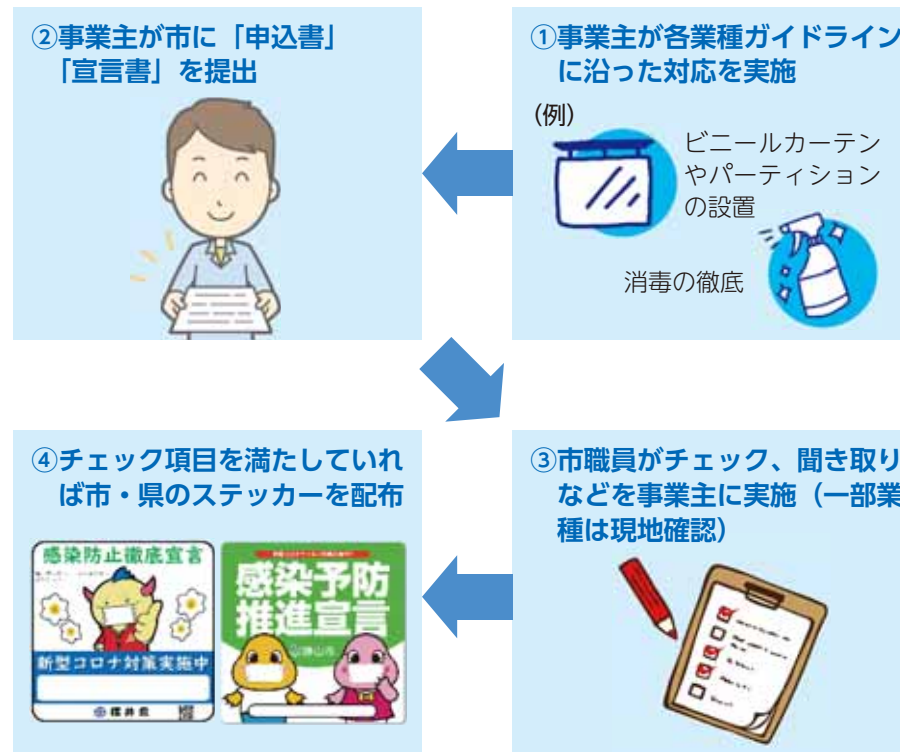 ①事業主が各業種ガイドライン
に沿った対応を実施
(例)
ビニールカーテン
やパーティション
の設置
消毒の徹底
②事業主が市に「申込書」
「宣言書」を提出
③市職員がチェック、聞き取り
などを事業主に実施（一部業
種は現地確認）
④チェック項目を満たしていれ
ば市・県のステッカーを配布
感染防止徹底宣言
新型コロナ対策実施中
福井県
感染予防
推進宣言
勝山市